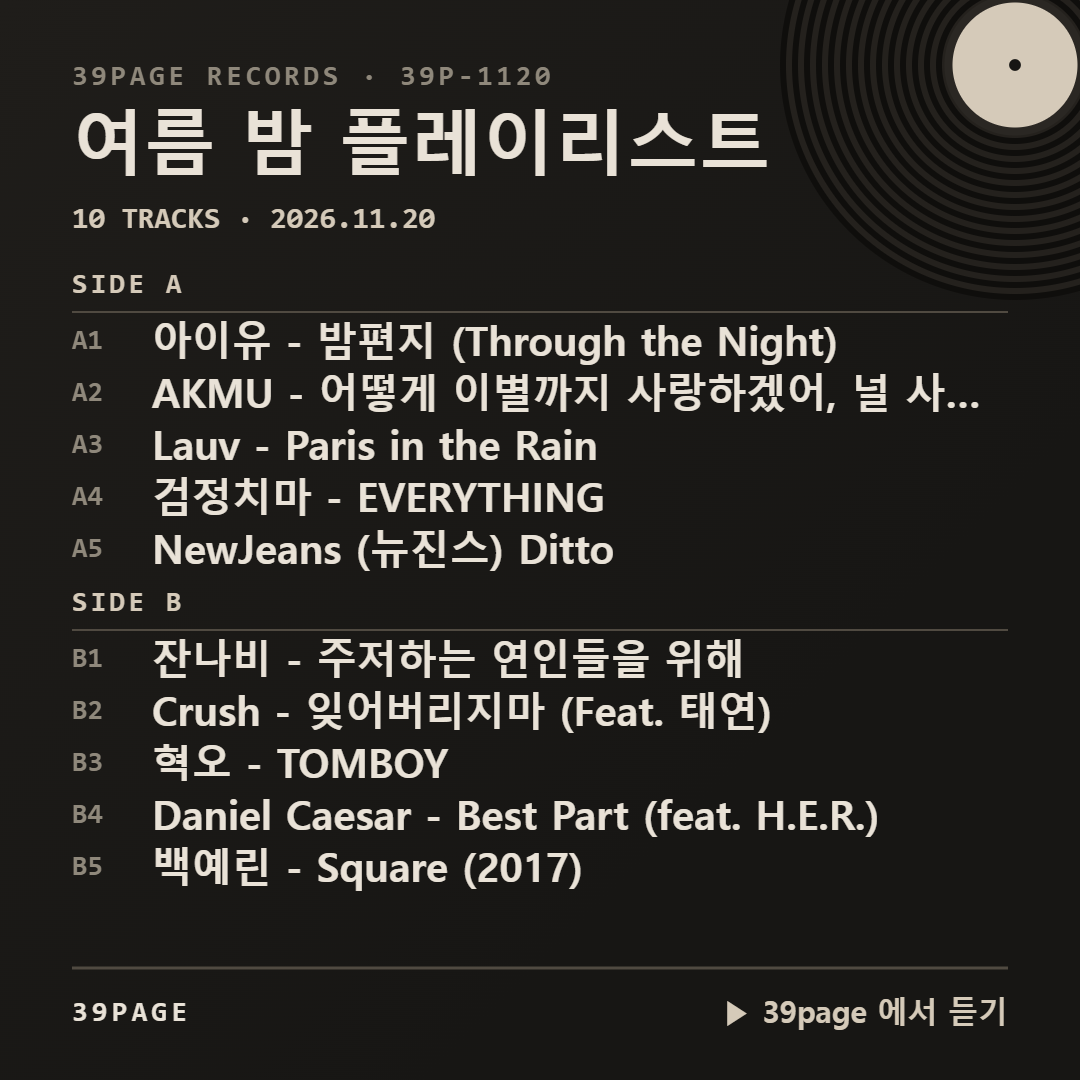 39PAGE RECORDS · 39P-1120
여름 밤 플레이리스트
10 TRACKS · 2026.11.20
SIDE A
A1 아이유 - 밤편지 (Through the Night)
A2 AKMU - 어떻게 이별까지 사랑하겠어, 널 사...
A3 Lauv - Paris in the Rain
A4 검정치마 - EVERYTHING
A5 NewJeans (뉴진스) Ditto
SIDE B
B1 잔나비 - 주저하는 연인들을 위해
B2 Crush - 잊어버리지마 (Feat. 태연)
B3 혁오 - TOMBOY
B4 Daniel Caesar - Best Part (feat. H.E.R.)
B5 백예린 - Square (2017)
39PAGE
▶ 39page 에서 듣기